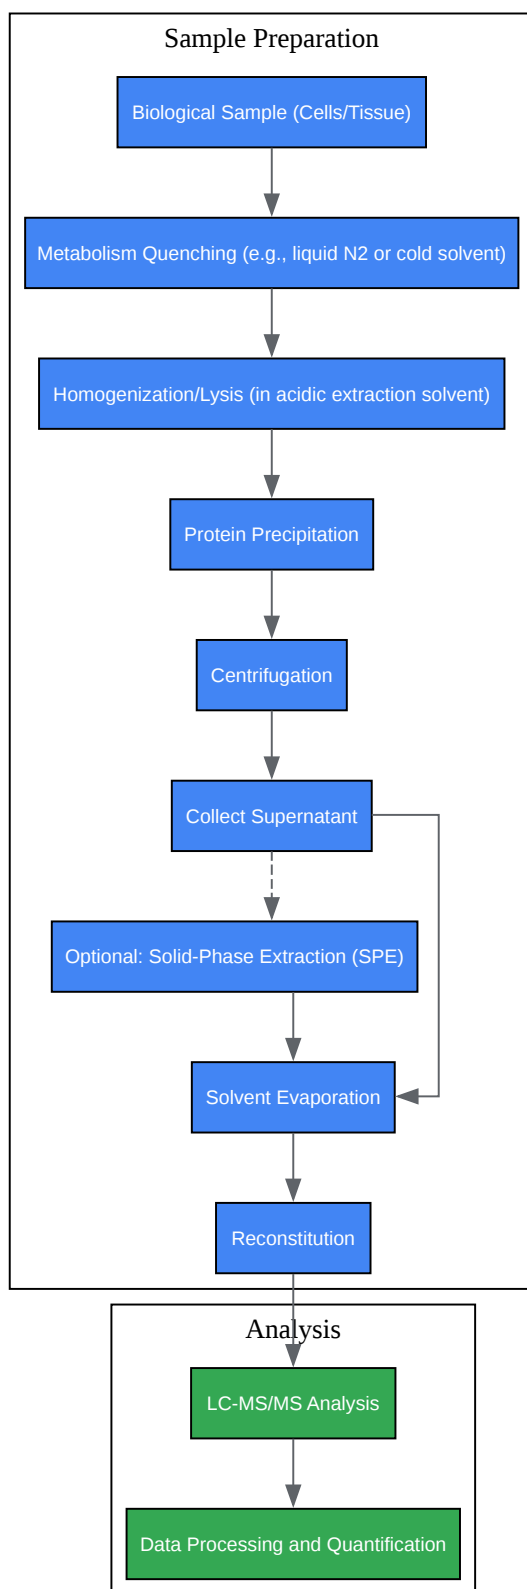 Sample Preparation
Biological Sample (Cells/Tissue)
Metabolism Quenching (e.g., liquid N2 or cold solvent)
Homogenization/Lysis (in acidic extraction solvent)
Protein Precipitation
Centrifugation
Collect Supernatant
Optional: Solid-Phase Extraction (SPE)
Solvent Evaporation
Reconstitution
Analysis
LC-MS/MS Analysis
Data Processing and Quantification